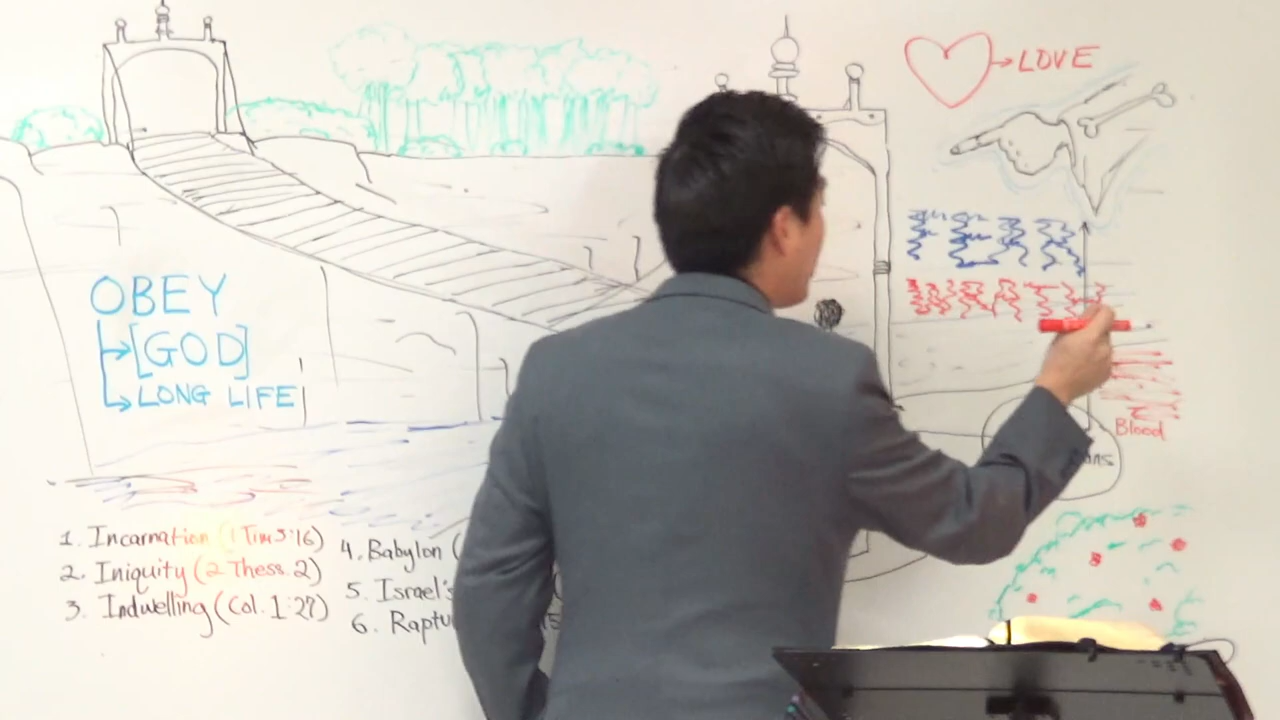 LOVE
OBEY
[GOD]
LONG LIFE
Blood
1. Incarnation (1 Tim 3:16)
2. Iniquity (2 Thess. 2)
3. Indwelling (Col. 1:27)
4. Babylon (
5. Israel's
6.